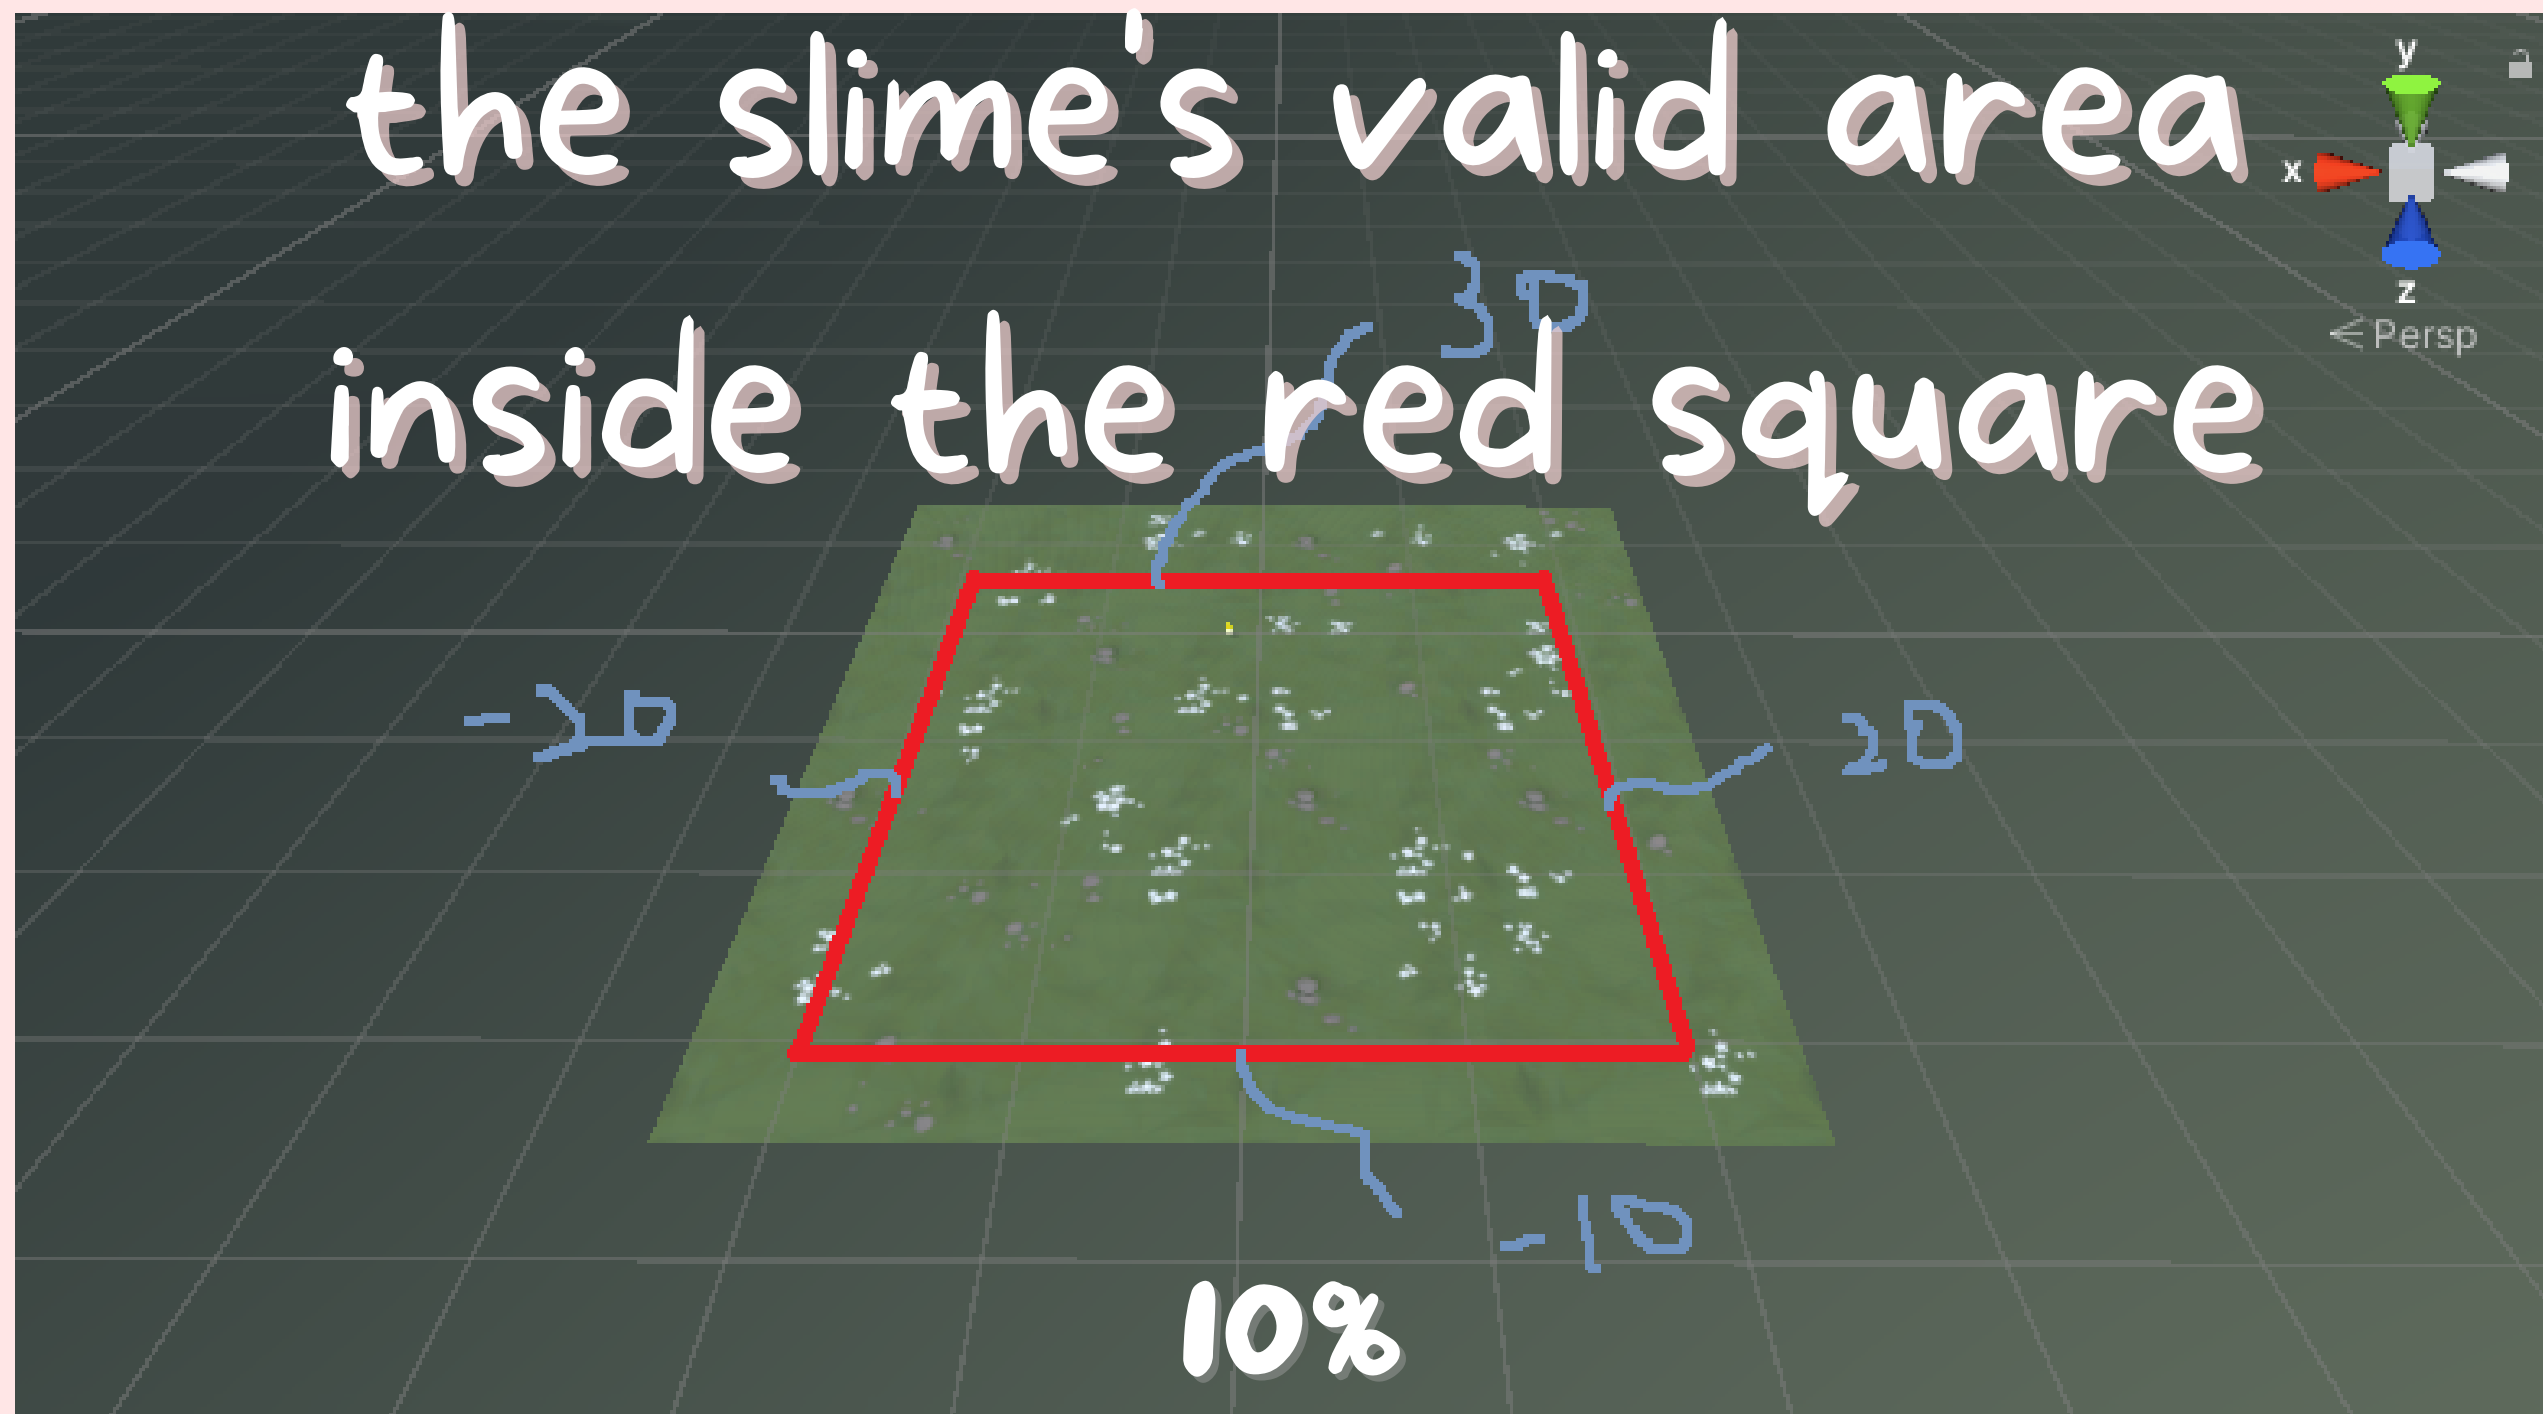 the slime's valid area
y
x
z
< Persp
30
inside the red square
-20
20
-10
10%